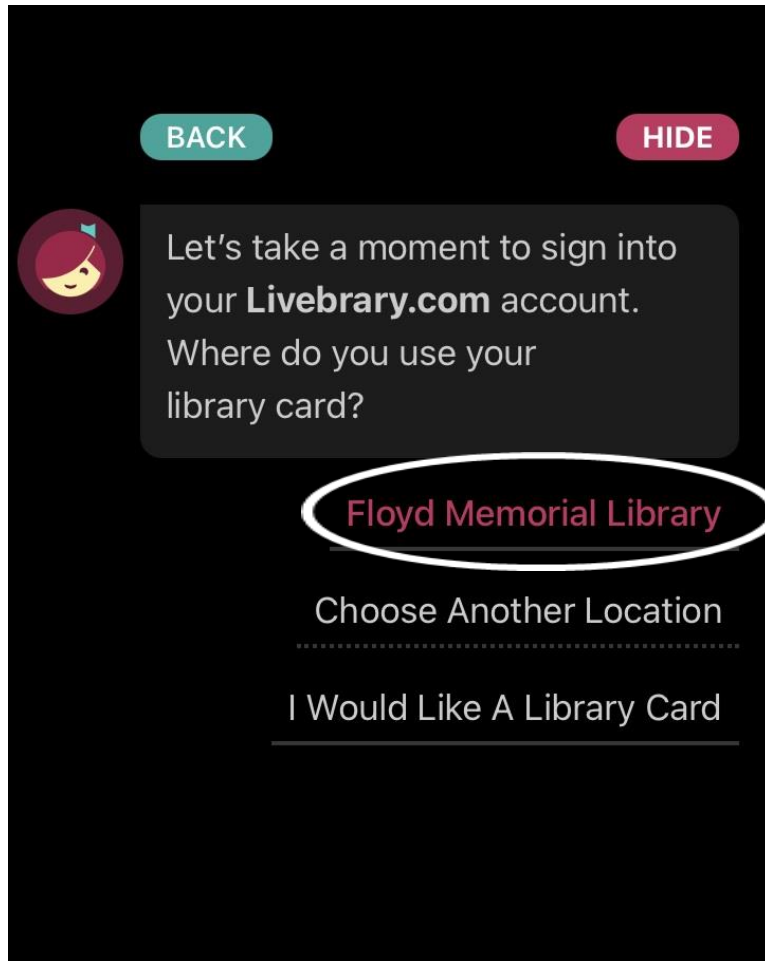 BACK
HIDE
Let’s take a moment to sign into
your Livebrary.com account.
Where do you use your
library card?
Floyd Memorial Library
Choose Another Location
I Would Like A Library Card